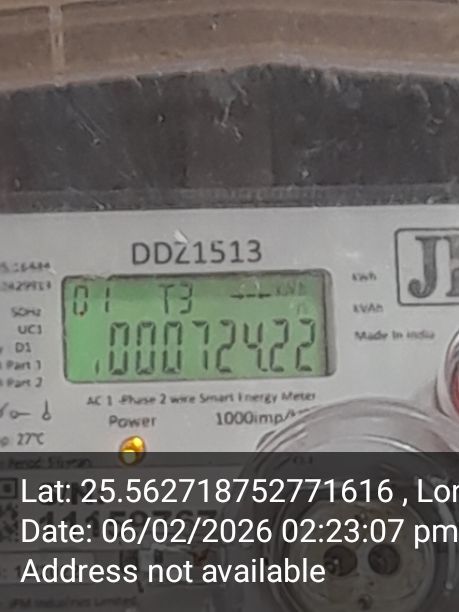 DDZ1513
01 T3 kWh
000724.22
kWh
kVAh
Made In India
50Hz
UC1
D1
Part 1
Part 2
27°C
AC 1-Phase 2 wire Smart Energy Meter
Power 1000imp/
Lat: 25.562718752771616 , Lon
Date: 06/02/2026 02:23:07 pm
Address not available